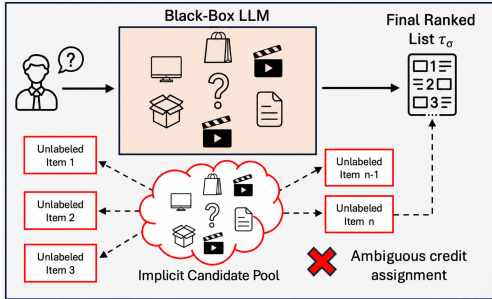 Black-Box LLM
Final Ranked
List τσ
?
?
1
2
3
Unlabeled
Item 1
Unlabeled
Item 2
Unlabeled
Item 3
?
Unlabeled
Item n-1
Unlabeled
Item n
Implicit Candidate Pool
Ambiguous credit
assignment